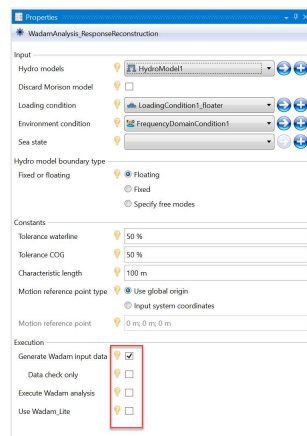 Properties
WadamAnalysis_ResponseReconstruction
Input
Hydro models HydroModel1
Discard Morison model
Loading condition LoadingCondition1_floater
Environment condition FrequencyDomainCondition1
Sea state
Hydro model boundary type
Fixed or floating Floating
Fixed
Specify free modes
Constants
Tolerance waterline 50 %
Tolerance COG 50 %
Characteristic length 100 m
Motion reference point type Use global origin
Input system coordinates
Motion reference point 0 m; 0 m; 0 m
Execution
Generate Wadam input data
Data check only
Execute Wadam analysis
Use Wadam_Lite